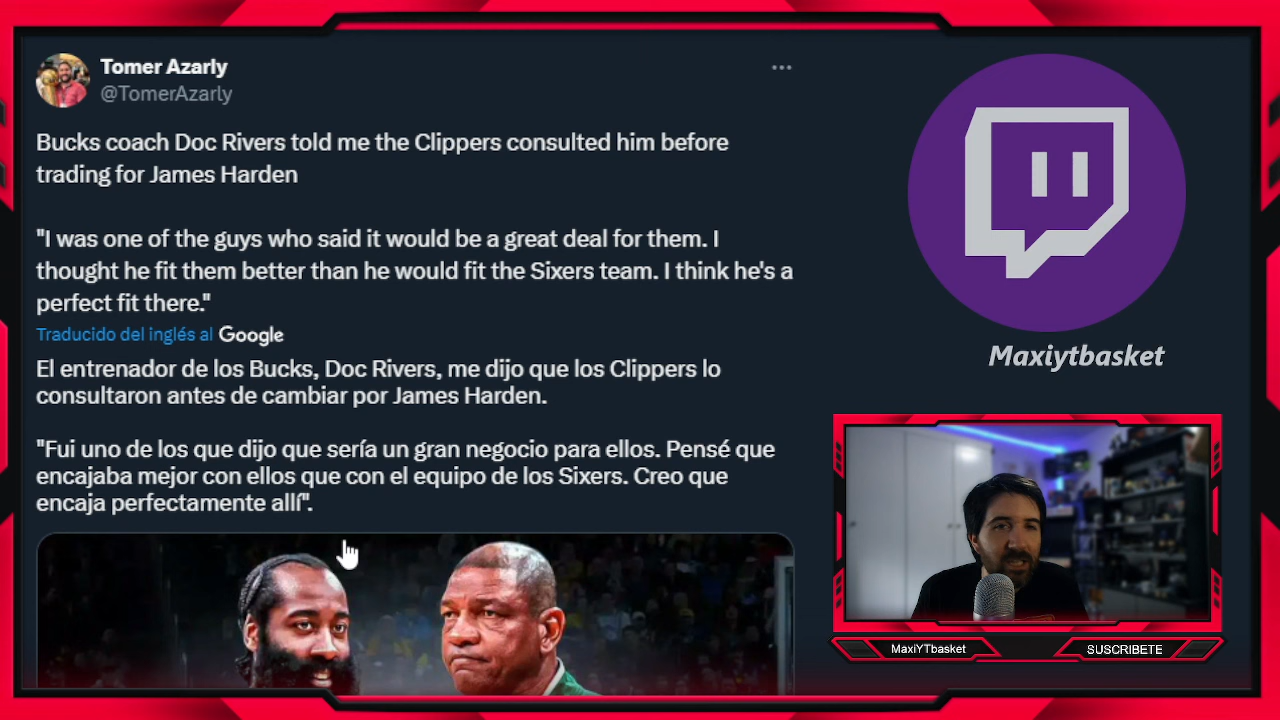 Tomer Azarly
@TomerAzarly
Bucks coach Doc Rivers told me the Clippers consulted him before
trading for James Harden
"I was one of the guys who said it would be a great deal for them. I
thought he fit them better than he would fit the Sixers team. I think he's a
perfect fit there."
Traducido del inglés al Google
El entrenador de los Bucks, Doc Rivers, me dijo que los Clippers lo
consultaron antes de cambiar por James Harden.
"Fui uno de los que dijo que sería un gran negocio para ellos. Pensé que
encajaba mejor con ellos que con el equipo de los Sixers. Creo que
encaja perfectamente allí".
Maxiytbasket
MaxiYTbasket
SUSCRIBETE